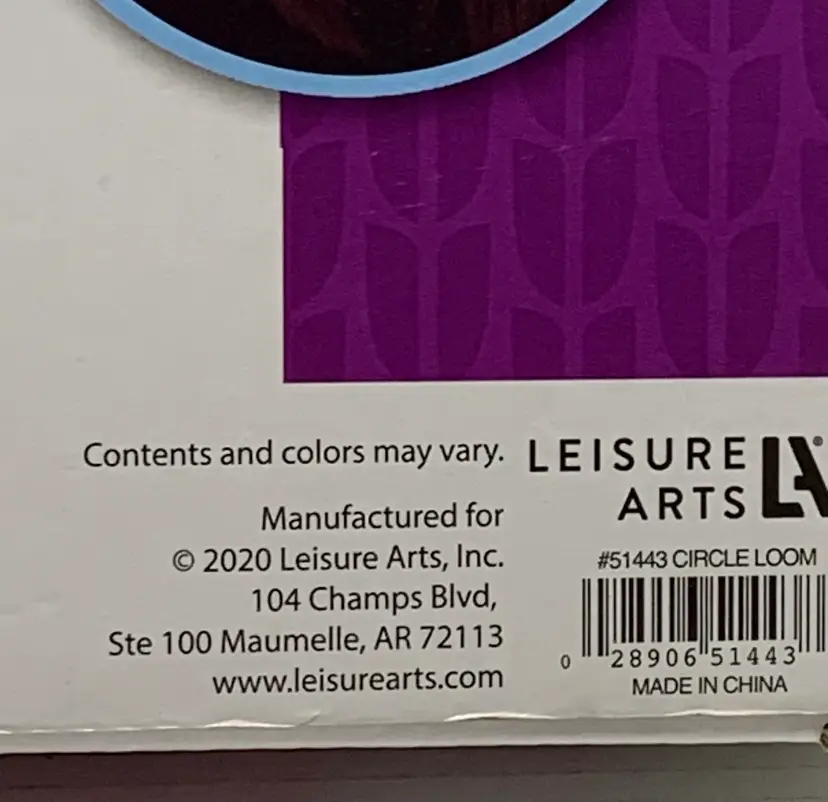 Contents and colors may vary.
Manufactured for
© 2020 Leisure Arts, Inc.
104 Champs Blvd,
Ste 100 Maumelle, AR 72113
www.leisurearts.com
LEISURE
ARTS
LA®
#51443 CIRCLE LOOM
0 28906 51443
MADE IN CHINA